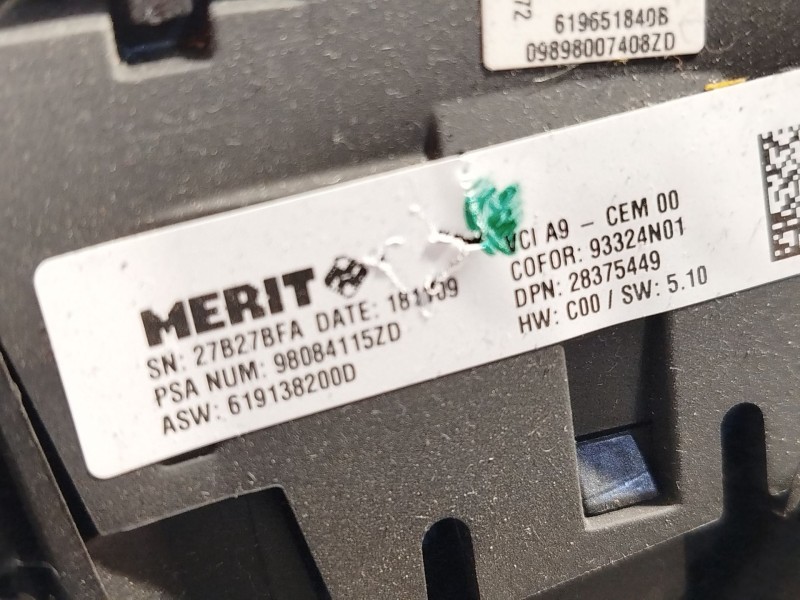 72
619651840B
09898007408ZD
MERIT
SN: 27B27BFA DATE: 181109
PSA NUM: 98084115ZD
ASW: 619138200D
VCI A9 - CEM 00
COFOR: 93324N01
DPN: 28375449
HW: C00 / SW: 5.10